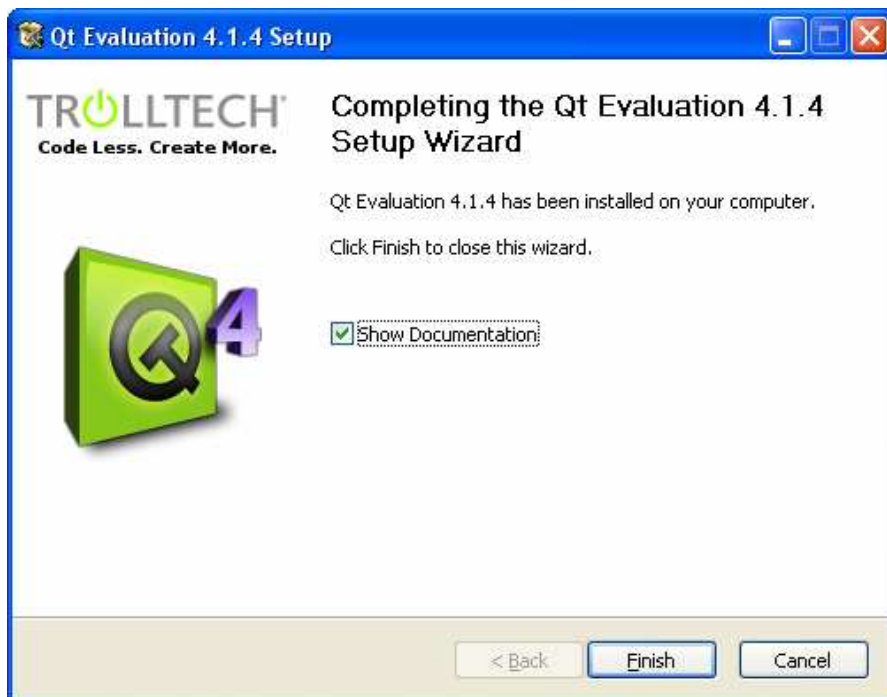 Qt Evaluation 4.1.4 Setup
TROLLTECH
Code Less. Create More.
Completing the Qt Evaluation 4.1.4
Setup Wizard
Qt Evaluation 4.1.4 has been installed on your computer.
Click Finish to close this wizard.
Q 4
Show Documentation
< Back
Finish
Cancel